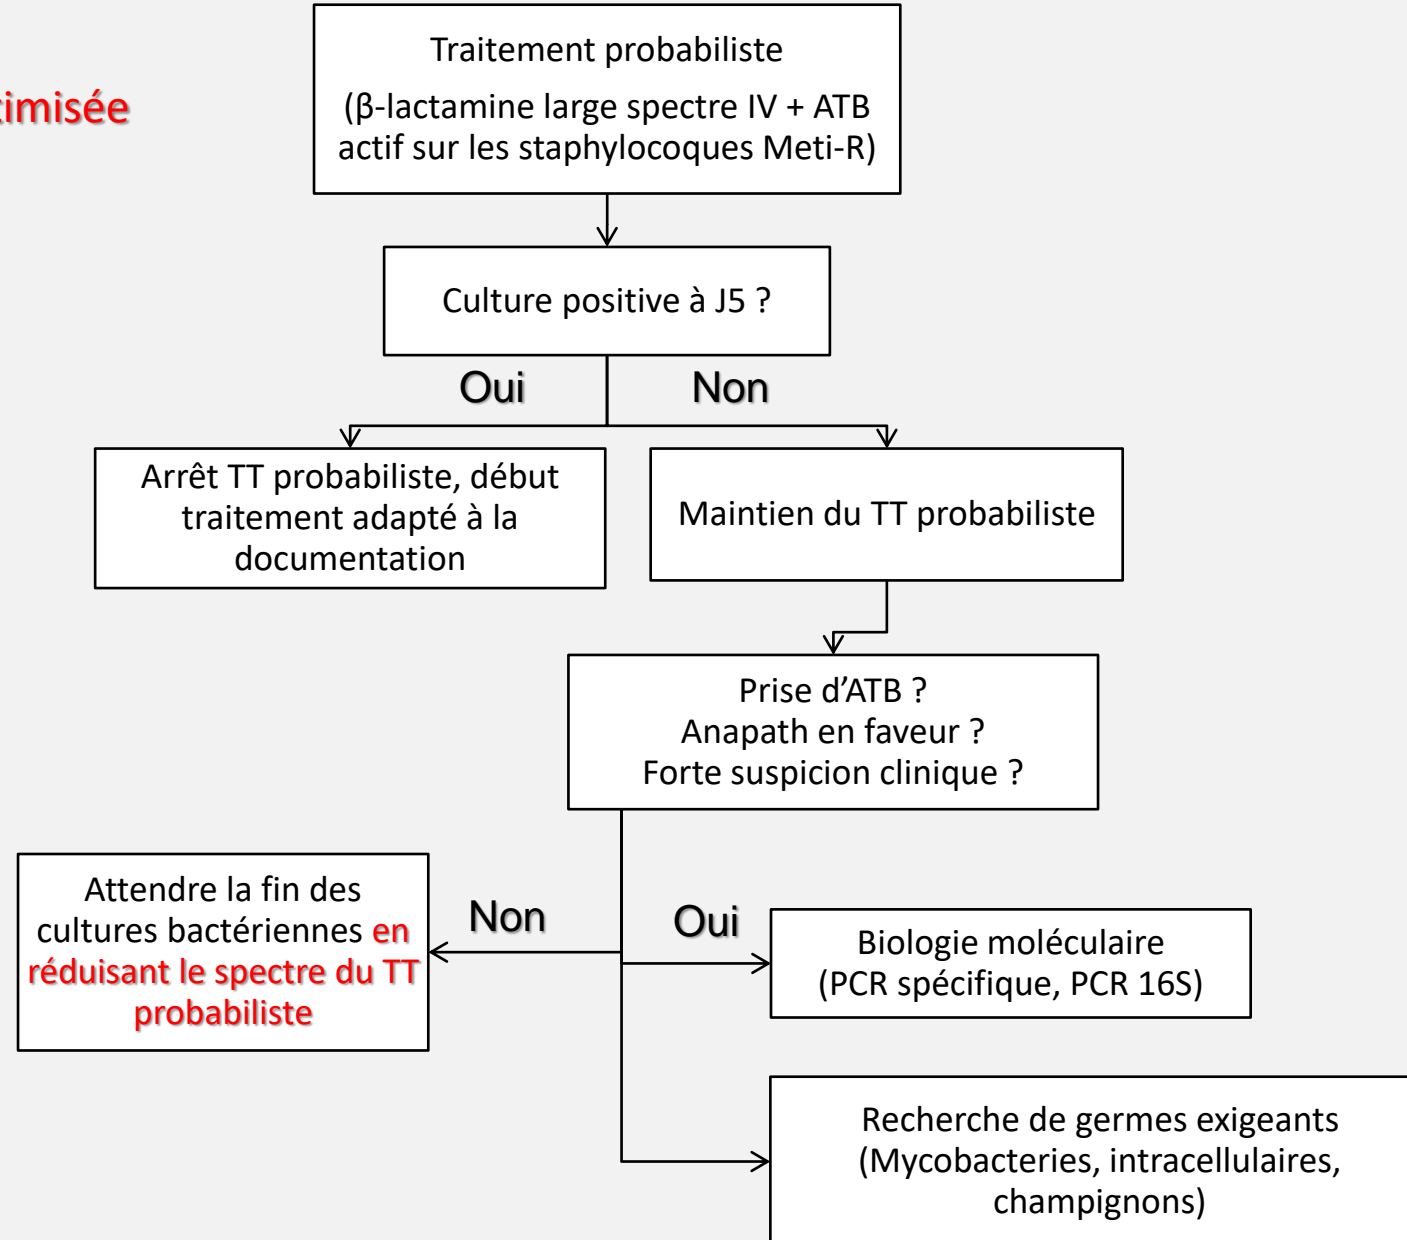 Traitement probabiliste
(β-lactamine large spectre IV + ATB
actif sur les staphylocoques Meti-R)
Culture positive à J5 ?
Oui
Non
Arrêt TT probabiliste, début
traitement adapté à la
documentation
Maintien du TT probabiliste
Prise d’ATB ?
Anapath en faveur ?
Forte suspicion clinique ?
Attendre la fin des
cultures bactériennes en
réduisant le spectre du TT
probabiliste
Non
Oui
Biologie moléculaire
(PCR spécifique, PCR 16S)
Recherche de germes exigeants
(Mycobacteries, intracellulaires,
champignons)